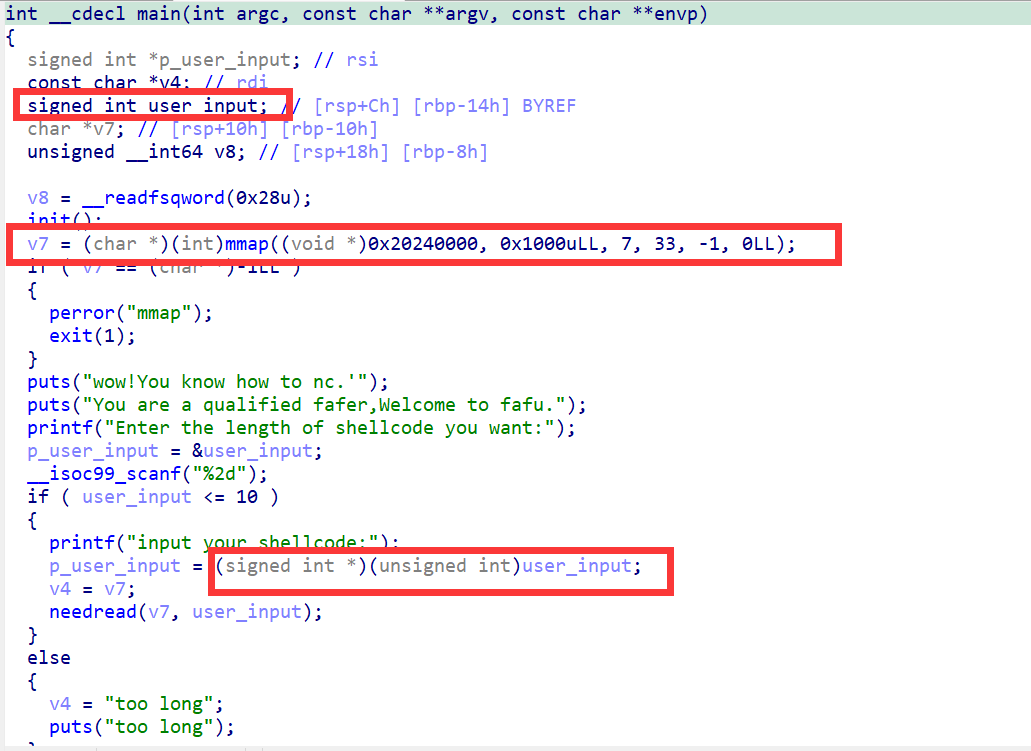 int __cdecl main(int argc, const char **argv, const char **envp)
{
signed int *p_user_input; // rsi
const char *v4; // rdi
signed int user input; // [rsp+Ch] [rbp-14h] BYREF
char *v7; // [rsp+10h] [rbp-10h]
unsigned __int64 v8; // [rsp+18h] [rbp-8h]
v8 = __readfsqword(0x28u);
init();
v7 = (char *)(int)mmap((void *)0x20240000, 0x1000uLL, 7, 33, -1, 0LL);
if ( v7 == (char *)-1LL )
{
perror("mmap");
exit(1);
}
puts("wow!You know how to nc.'");
puts("You are a qualified fafer,Welcome to fafu.");
printf("Enter the length of shellcode you want:");
p_user_input = &user_input;
__isoc99_scanf("%2d");
if ( user_input <= 10 )
{
printf("input your shellcode:");
p_user_input = (signed int *)(unsigned int)user_input;
v4 = v7;
needread(v7, user_input);
}
else
{
v4 = "too long";
puts("too long");
}